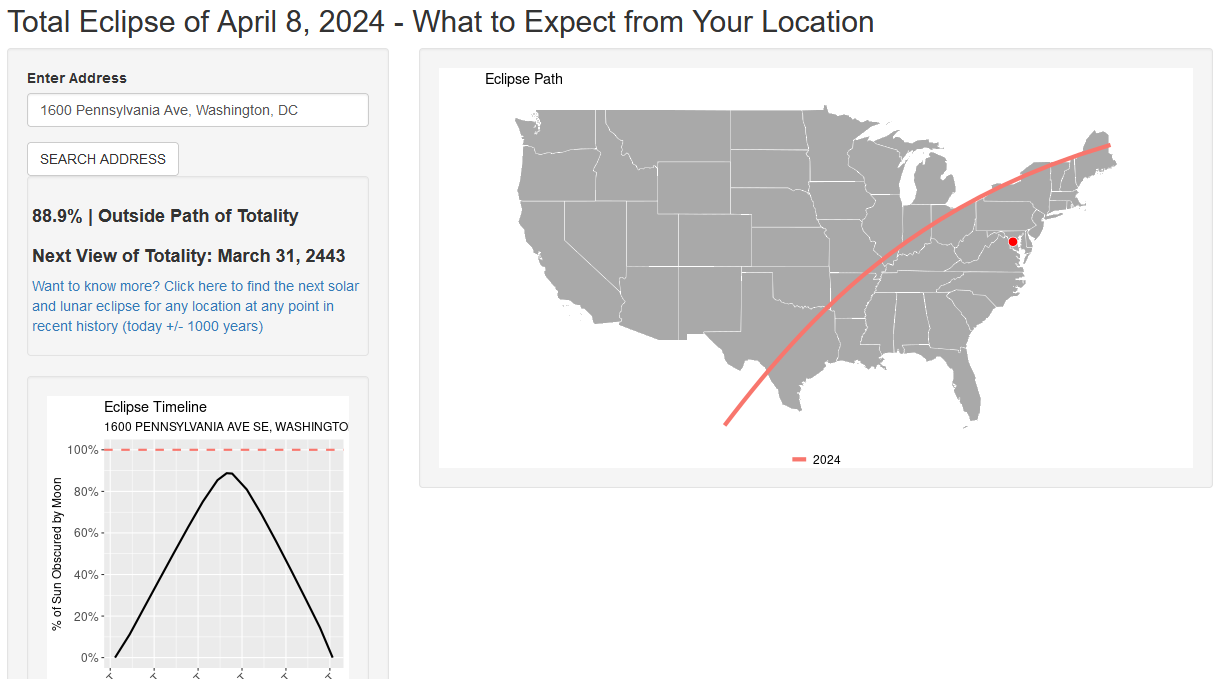 Total Eclipse of April 8, 2024 - What to Expect from Your Location
Enter Address
1600 Pennsylvania Ave, Washington, DC
SEARCH ADDRESS
88.9% | Outside Path of Totality
Next View of Totality: March 31, 2443
Want to know more? Click here to find the next solar
and lunar eclipse for any location at any point in
recent history (today +/- 1000 years)
Eclipse Timeline
1600 PENNSYLVANIA AVE SE, WASHINGTO
% of Sun Obscured by Moon
100%
80%
60%
40%
20%
0%
Eclipse Path
2024